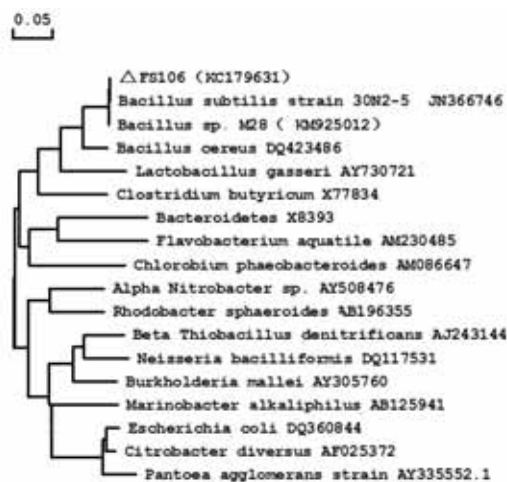 0.05
△FS106 (KC179631)
Bacillus subtilis strain 30N2-5 JN366746
Bacillus sp. M28 ( KM925012)
Bacillus cereus DQ423486
Lactobacillus gasseri AY730721
Clostridium butyricum X77834
Bacteroidetes X8393
Flavobacterium aquatile AM230485
Chlorobium phaeobacteroides AM086647
Alpha Nitrobacter sp. AY508476
Rhodobacter sphaeroides %B196355
Beta Thiobacillus denitrificans AJ243144
Neisseria bacilliformis DQ117531
Burkholderia mallei AY305760
Marinobacter alkaliphilus AB125941
Escherichia coli DQ360844
Citrobacter diversus AF025372
Pantoea agglomerans strain AY335552.1